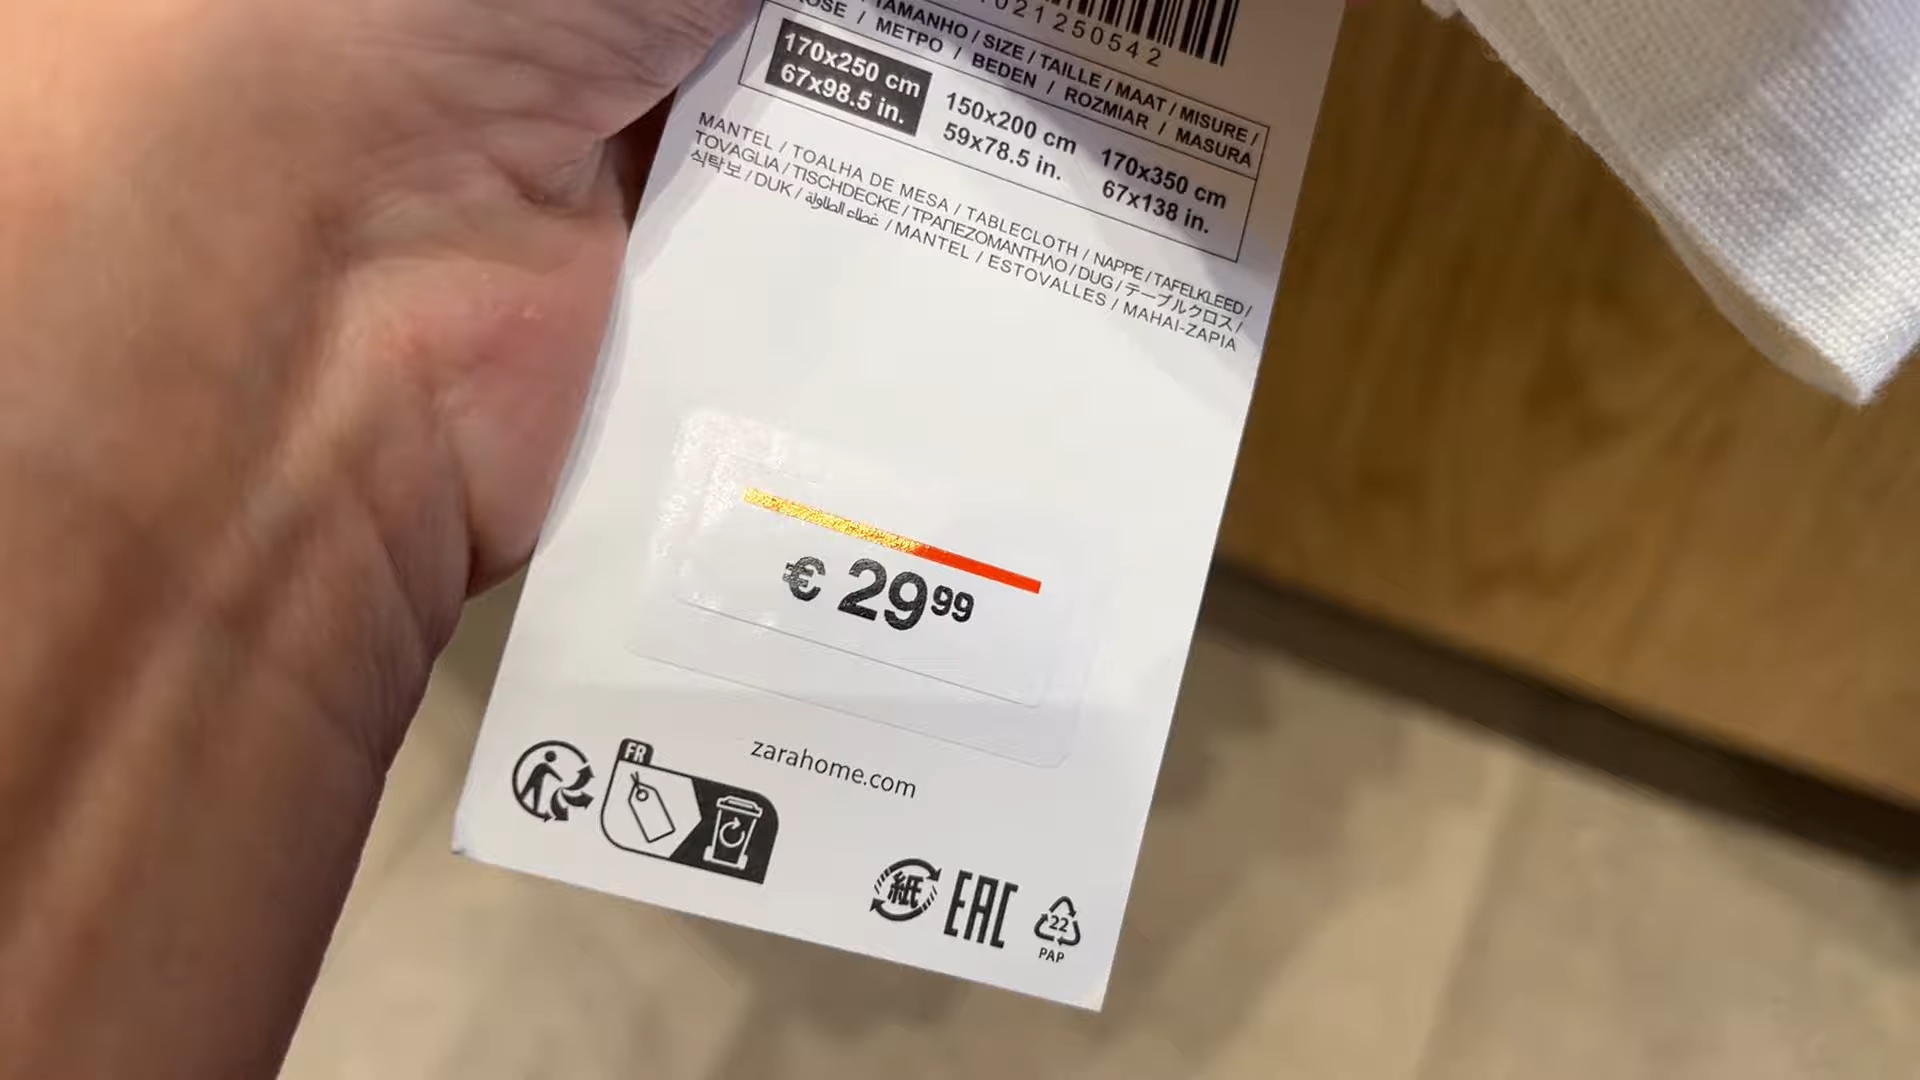 021250542
TAMANHO / SIZE / TAILLE / MAAT / MISURE /
ΜΕΤΡΟ / BEDEN / ROZMIAR / MASURA
170x250 cm
67x98.5 in.
150x200 cm
59x78.5 in.
170x350 cm
67x138 in.
MANTEL / TOALHA DE MESA / TABLECLOTH / NAPPE / TAFELKLEED /
TOVAGLIA / TISCHDECKE / ΤΡΑΠΕΖΟΜΑΝΤΗΛΟ / DUG / テーブルクロス /
식탁보 / DUK / غطاء الطاولة / MANTEL / ESTOVALLES / MAHAI-ZAPIA
€ 29⁹⁹
zarahome.com
FR
紙
EAC
22
PAP